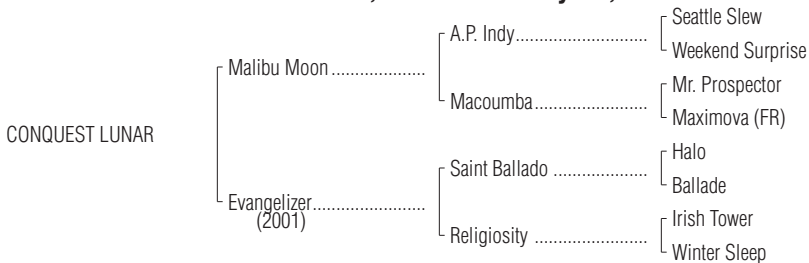 Seattle Slew
A.P. Indy
Weekend Surprise
Malibu Moon
Mr. Prospector
Macoumba
Maximova (FR)
CONQUEST LUNAR
Halo
Saint Ballado
Ballade
Evangelizer
(2001)
Irish Tower
Religiosity
Winter Sleep